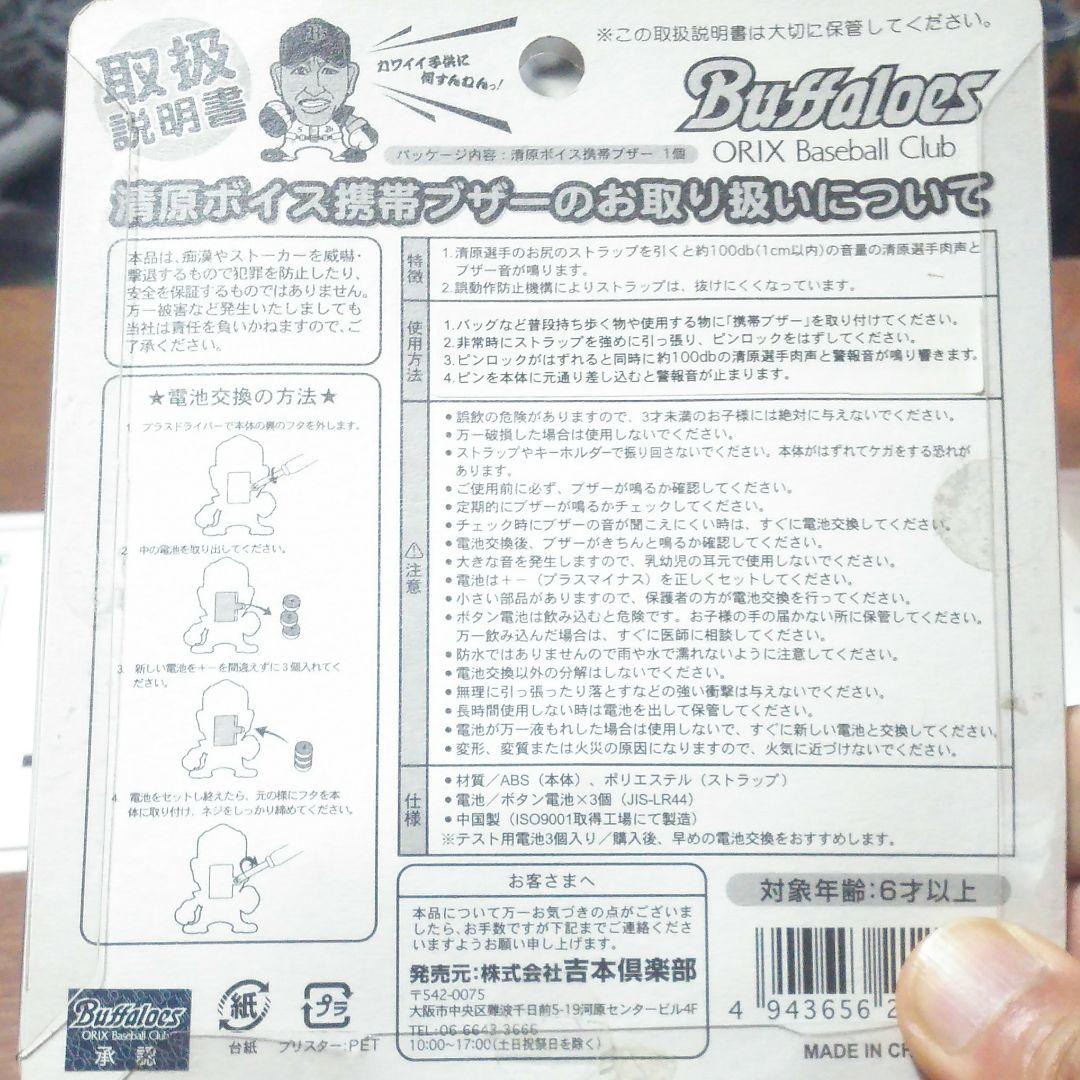 取扱
説明書
カワイイ子供に
何すんねんっ!
※この取扱説明書は大切に保管してください。
Buffaloes
ORIX Baseball Club
パッケージ内容:清原ボイス携帯ブザー 1個
清原ボイス携帯ブザーのお取り扱いについて
本品は、痴漢やストーカーを威嚇・
撃退するもので犯罪を防止したり、
安全を保証するものではありません。
万一被害など発生いたしましても
当社は責任を負いかねますので、ご
了承ください。
★電池交換の方法★
1. プラスドライバーで本体の裏のフタを外します。
2. 中の電池を取り出してください。
3. 新しい電池を+-を間違えずに3個入れてく
ださい。
4. 電池をセットし終えたら、元の様にフタを本
体に取り付け、ネジをしっかり締めてください。
特徴
1.清原選手のお尻のストラップを引くと約100db(1cm以内)の音量の清原選手肉声と
ブザー音が鳴ります。
2.誤動作防止機構によりストラップは、抜けにくくなっています。
使用方法
1.バッグなど普段持ち歩く物や使用する物に「携帯ブザー」を取り付けてください。
2.非常時にストラップを強めに引っ張り、ピンロックをはずしてください。
3.ピンロックがはずれると同時に約100dbの清原選手肉声と警報音が鳴り響きます。
4.ピンを本体に元通り差し込むと警報音が止まります。
⚠注意
●誤飲の危険がありますので、3才未満のお子様には絶対に与えないでください。
●万一破損した場合は使用しないでください。
●ストラップやキーホルダーで振り回さないでください。本体がはずれてケガをする恐れが
あります。
●ご使用前に必ず、ブザーが鳴るか確認してください。
●定期的にブザーが鳴るかチェックしてください。
●チェック時にブザーの音が聞こえにくい時は、すぐに電池交換してください。
●電池交換後、ブザーがきちんと鳴るか確認してください。
●大きな音を発生しますので、乳幼児の耳元で使用しないでください。
●電池は+-(プラスマイナス)を正しくセットしてください。
●小さい部品がありますので、保護者の方が電池交換を行ってください。
●ボタン電池は飲み込むと危険です。お子様の手の届かない所に保管してください。
万一飲み込んだ場合は、すぐに医師に相談してください。
●防水ではありませんので雨や水で濡れないように注意してください。
●電池交換以外の分解はしないでください。
●無理に引っ張ったり落とすなどの強い衝撃は与えないでください。
●長時間使用しない時は電池を出して保管してください。
●電池が万一液もれした場合は使用しないで、すぐに新しい電池と交換してください。
●変形、変質または火災の原因になりますので、火気に近づけないでください。
仕様
●材質/ABS(本体)、ポリエステル(ストラップ)
●電池/ボタン電池×3個(JIS-LR44)
●中国製(ISO9001取得工場にて製造)
※テスト用電池3個入り/購入後、早めの電池交換をおすすめします。
お客さまへ
本品について万一お気づきの点がございま
したら、お手数ですが下記までご連絡くださ
いますようお願い申し上げます。
発売元:株式会社吉本倶楽部
〒542-0075
大阪市中央区難波千日前5-19河原センタービル4F
TEL:06-6643-3665
10:00~17:00(土日祝祭日を除く)
対象年齢:6才以上
4 943656 2
MADE IN CH
Buffaloes
ORIX Baseball Club
承認
紙
台紙
プラ
ブリスター:PET